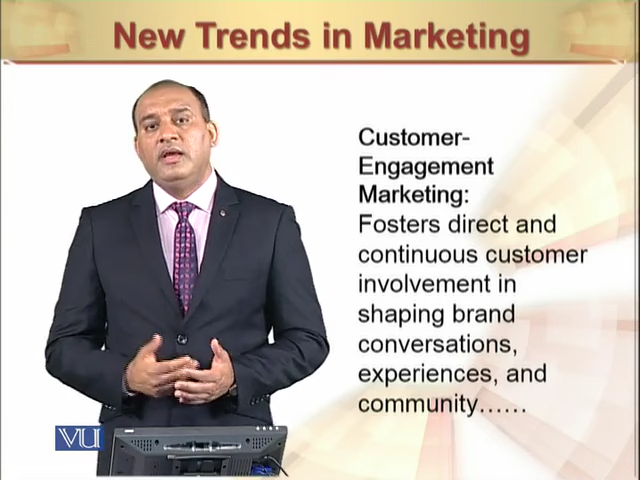 New Trends in Marketing
Customer-
Engagement
Marketing:
Fosters direct and
continuous customer
involvement in
shaping brand
conversations,
experiences, and
community……
VU